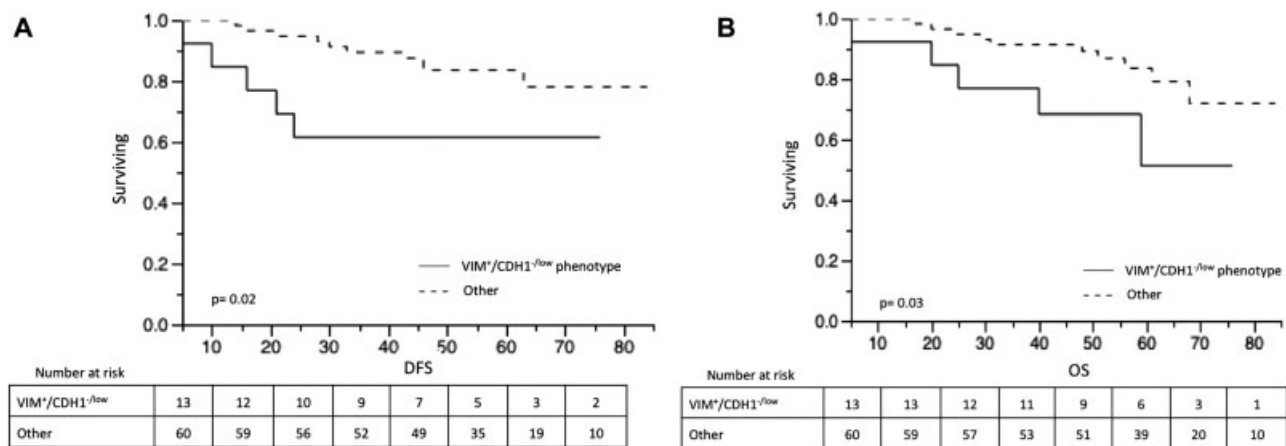 A
1.0
0.8
0.6
0.4
0.2
0.0
Surviving
VIM⁺/CDH1⁻/ˡᵒʷ phenotype
Other
p= 0.02
10 20 30 40 50 60 70 80
DFS
Number at risk
VIM⁺/CDH1⁻/ˡᵒʷ 13 12 10 9 7 5 3 2
Other 60 59 56 52 49 35 19 10
B
1.0
0.8
0.6
0.4
0.2
0.0
Surviving
VIM⁺/CDH1⁻/ˡᵒʷ phenotype
Other
p= 0.03
10 20 30 40 50 60 70 80
OS
Number at risk
VIM⁺/CDH1⁻/ˡᵒʷ 13 13 12 11 9 6 3 1
Other 60 59 57 53 51 39 20 10